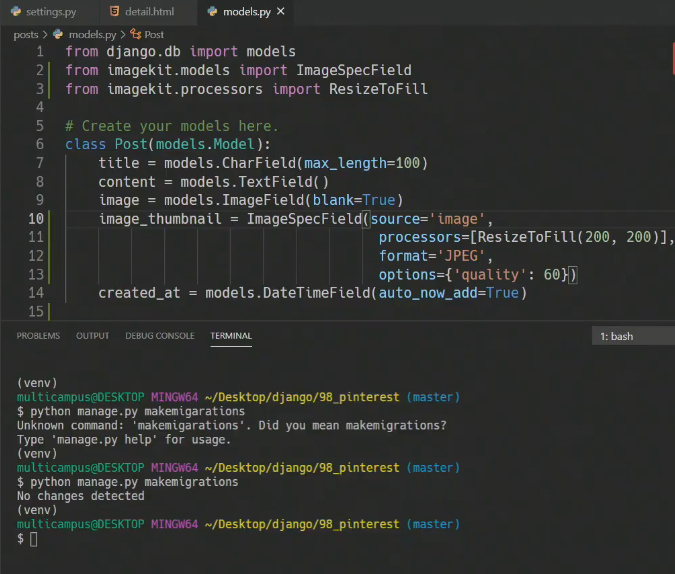 settings.py detail.html models.py ×
posts > models.py > Post
1 from django.db import models
2 from imagekit.models import ImageSpecField
3 from imagekit.processors import ResizeToFill
4
5 # Create your models here.
6 class Post(models.Model):
7 title = models.CharField(max_length=100)
8 content = models.TextField()
9 image = models.ImageField(blank=True)
10 image_thumbnail = ImageSpecField(source='image',
11 processors=[ResizeToFill(200, 200)],
12 format='JPEG',
13 options={'quality': 60})
14 created_at = models.DateTimeField(auto_now_add=True)
15
PROBLEMS OUTPUT DEBUG CONSOLE TERMINAL 1: bash
(venv)
multicampus@DESKTOP MINGW64 ~/Desktop/django/98_pinterest (master)
$ python manage.py makemigarations
Unknown command: 'makemigarations'. Did you mean makemigrations?
Type 'manage.py help' for usage.
(venv)
multicampus@DESKTOP MINGW64 ~/Desktop/django/98_pinterest (master)
$ python manage.py makemigrations
No changes detected
(venv)
multicampus@DESKTOP MINGW64 ~/Desktop/django/98_pinterest (master)
$